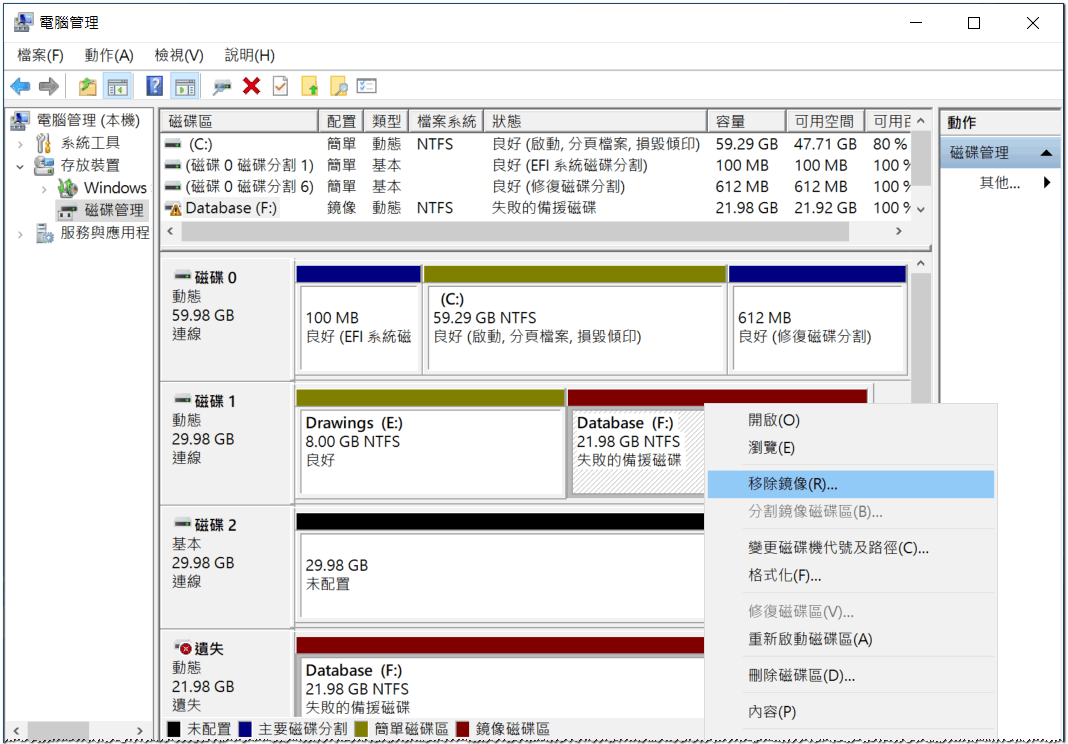 電腦管理
檔案(F) 動作(A) 檢視(V) 說明(H)
電腦管理 (本機)
系統工具
存放裝置
Windows
磁碟管理
服務與應用程
磁碟區 配置 類型 檔案系統 狀態 容量 可用空間 可用百
(C:) 簡單 動態 NTFS 良好 (啟動, 分頁檔案, 損毀傾印) 59.29 GB 47.71 GB 80 %
(磁碟 0 磁碟分割 1) 簡單 基本 良好 (EFI 系統磁碟分割) 100 MB 100 MB 100 %
(磁碟 0 磁碟分割 6) 簡單 基本 良好 (修復磁碟分割) 612 MB 612 MB 100 %
Database (F:) 鏡像 動態 NTFS 失敗的備援磁碟 21.98 GB 21.92 GB 100 %
動作
磁碟管理
其他...
磁碟 0
動態
59.98 GB
連線
100 MB
良好 (EFI 系統磁
(C:)
59.29 GB NTFS
良好 (啟動, 分頁檔案, 損毀傾印)
612 MB
良好 (修復磁碟分割)
磁碟 1
動態
29.98 GB
連線
Drawings (E:)
8.00 GB NTFS
良好
Database (F:)
21.98 GB NTFS
失敗的備援磁碟
磁碟 2
基本
29.98 GB
連線
29.98 GB
未配置
遺失
動態
21.98 GB
遺失
Database (F:)
21.98 GB NTFS
失敗的備援磁碟
開啟(O)
瀏覽(E)
移除鏡像(R)...
分割鏡像磁碟區(B)...
變更磁碟機代號及路徑(C)...
格式化(F)...
修復磁碟區(V)...
重新啟動磁碟區(A)
刪除磁碟區(D)...
內容(P)
未配置 主要磁碟分割 簡單磁碟區 鏡像磁碟區